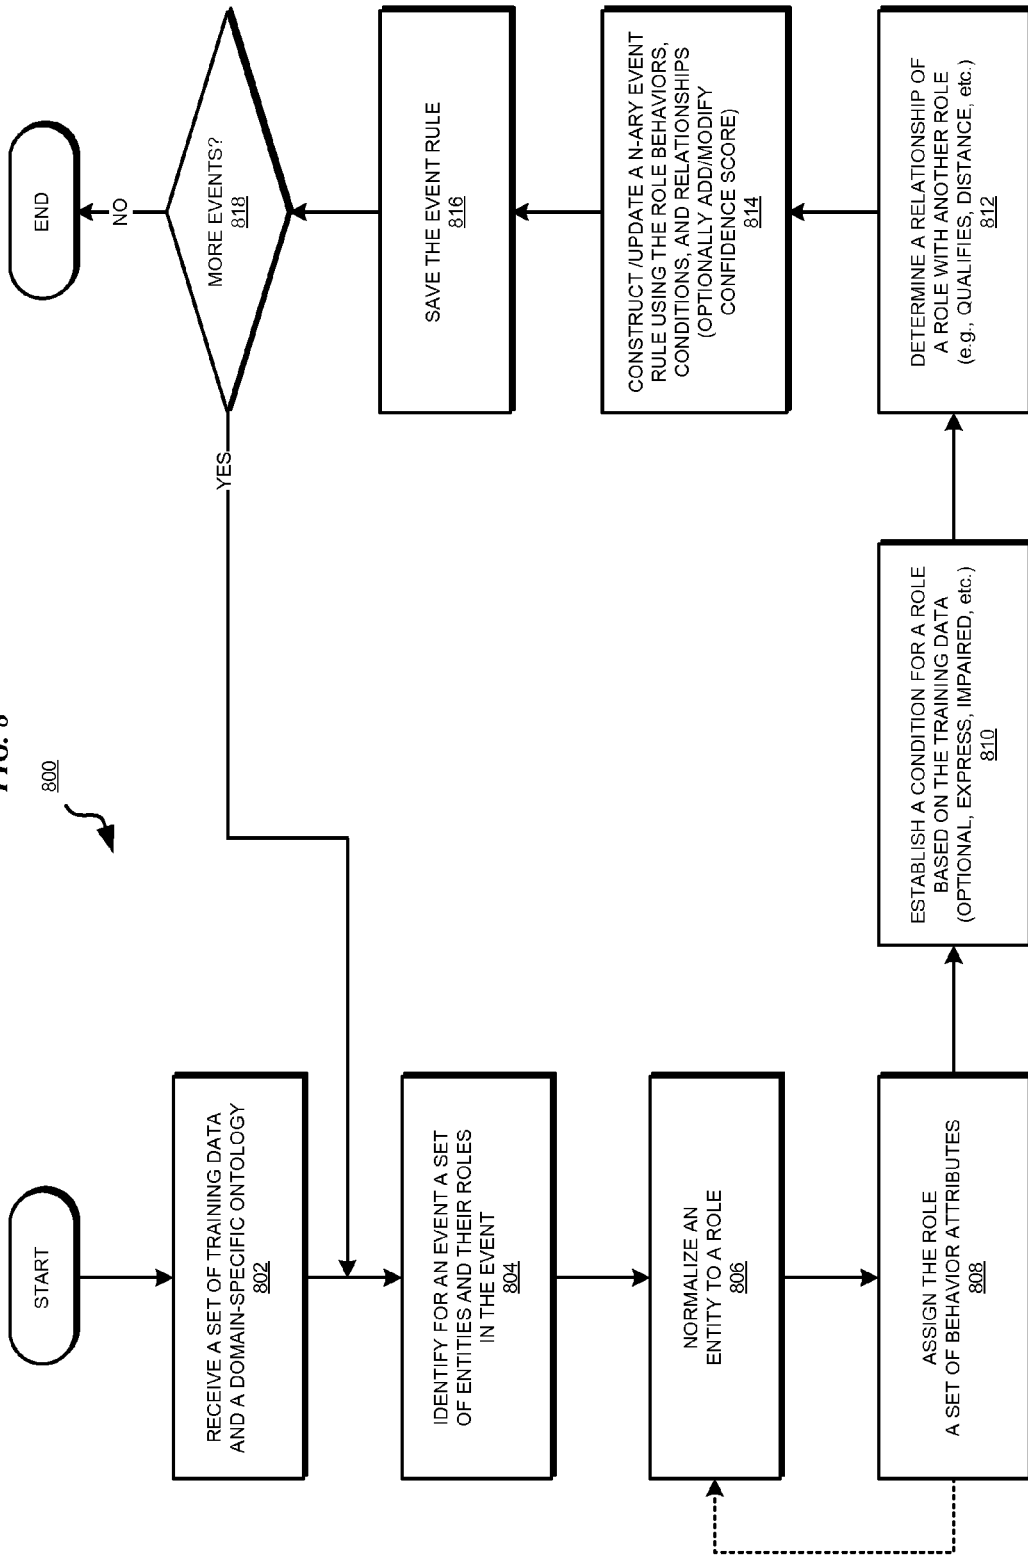 FIG. 8
800
START
RECEIVE A SET OF TRAINING DATA
AND A DOMAIN-SPECIFIC ONTOLOGY
802
IDENTIFY FOR AN EVENT A SET
OF ENTITIES AND THEIR ROLES
IN THE EVENT
804
NORMALIZE AN
ENTITY TO A ROLE
806
ASSIGN THE ROLE
A SET OF BEHAVIOR ATTRIBUTES
808
ESTABLISH A CONDITION FOR A ROLE
BASED ON THE TRAINING DATA
(OPTIONAL, EXPRESS, IMPAIRED, etc.)
810
DETERMINE A RELATIONSHIP OF
A ROLE WITH ANOTHER ROLE
(e.g., QUALIFIES, DISTANCE, etc.)
812
CONSTRUCT /UPDATE A N-ARY EVENT
RULE USING THE ROLE BEHAVIORS,
CONDITIONS, AND RELATIONSHIPS
(OPTIONALLY ADD/MODIFY
CONFIDENCE SCORE)
814
SAVE THE EVENT RULE
816
MORE EVENTS?
818
YES
NO
END